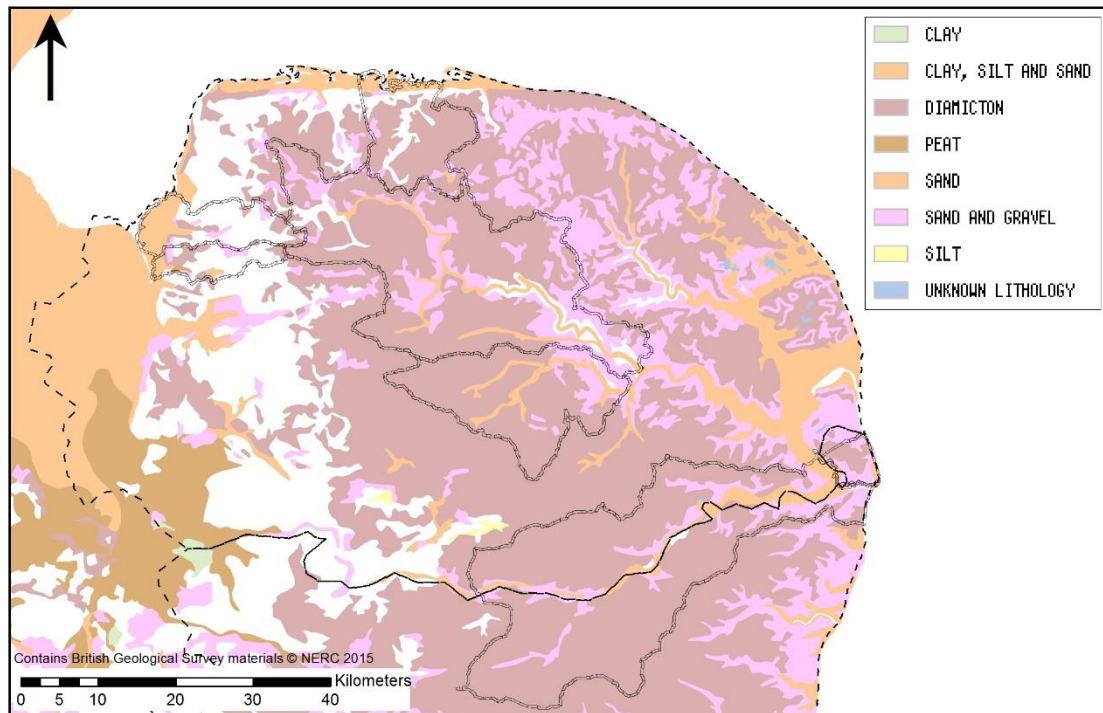 CLAY
CLAY, SILT AND SAND
DIAMICTON
PEAT
SAND
SAND AND GRAVEL
SILT
UNKNOWN LITHOLOGY
Contains British Geological Survey materials © NERC 2015
Kilometers
0 5 10 20 30 40